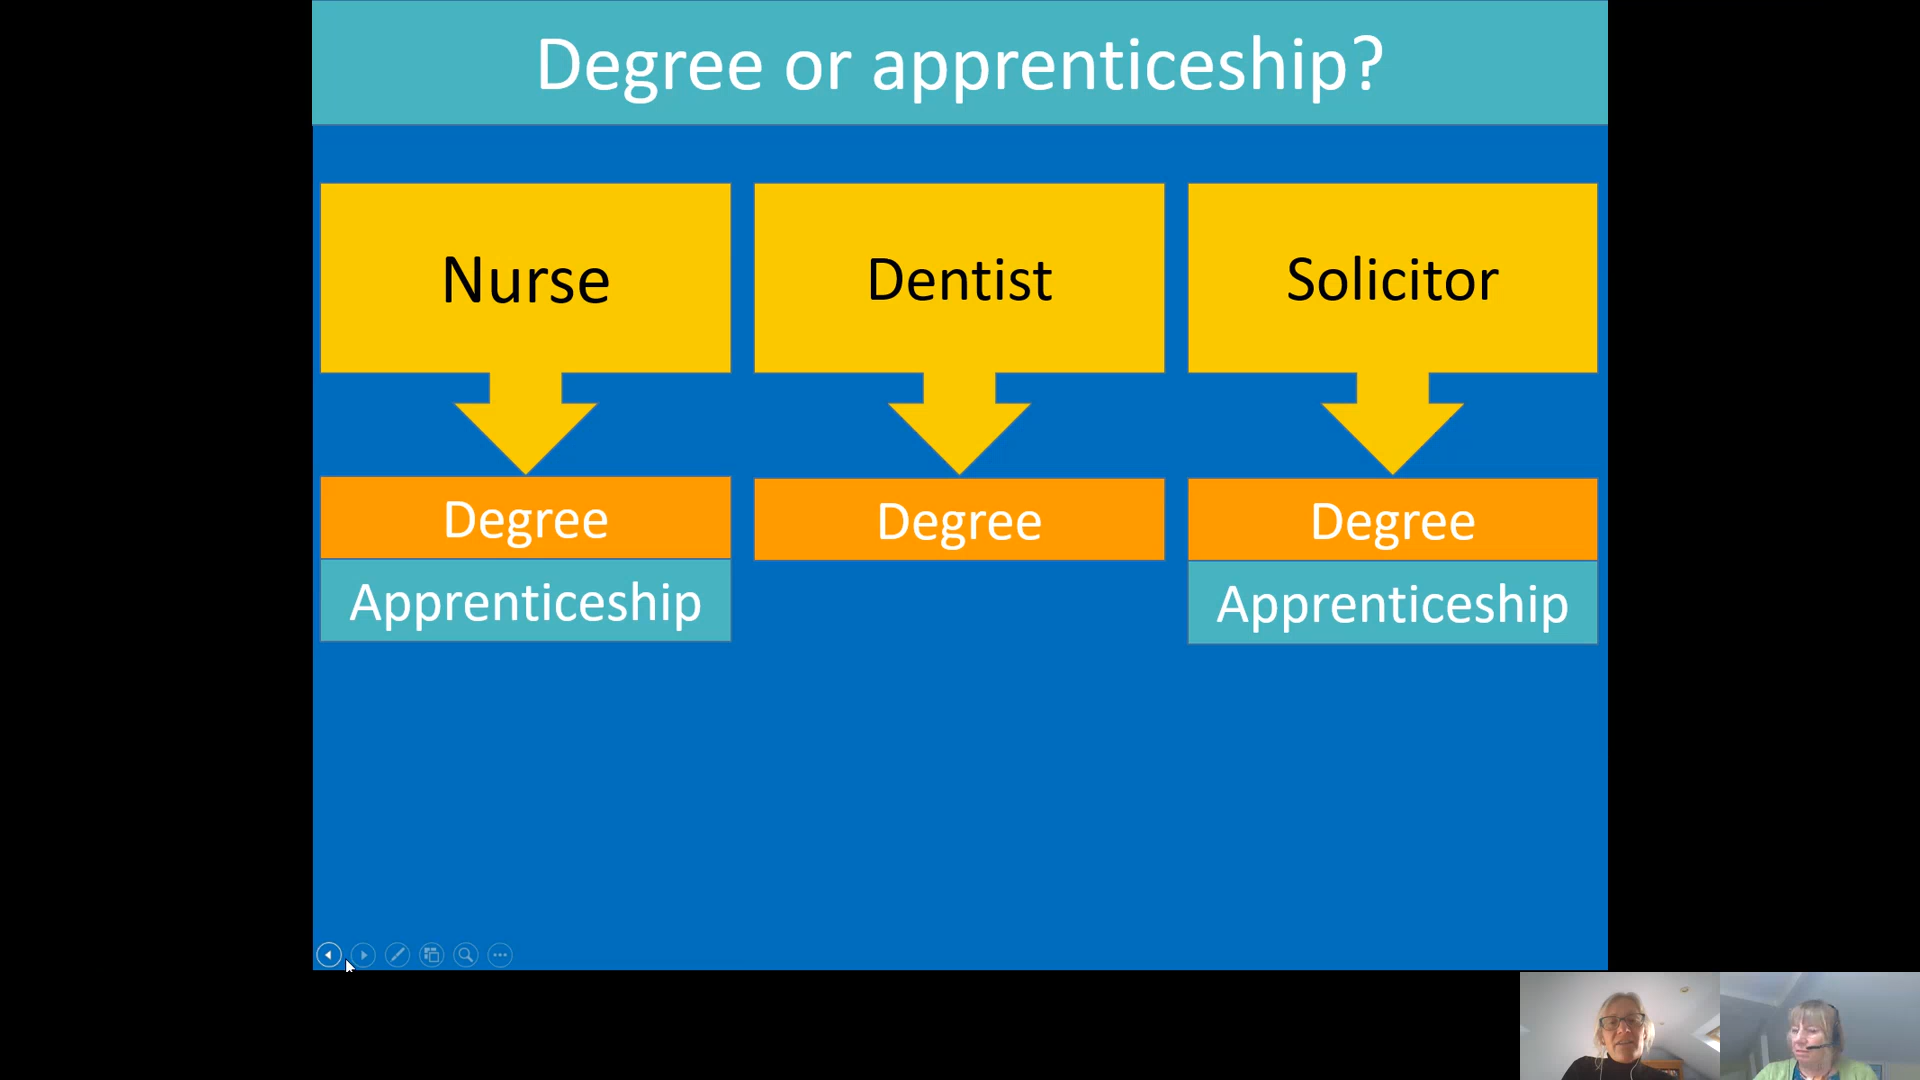 Degree or apprenticeship?
Nurse
Dentist
Solicitor
Degree
Degree
Degree
Apprenticeship
Apprenticeship